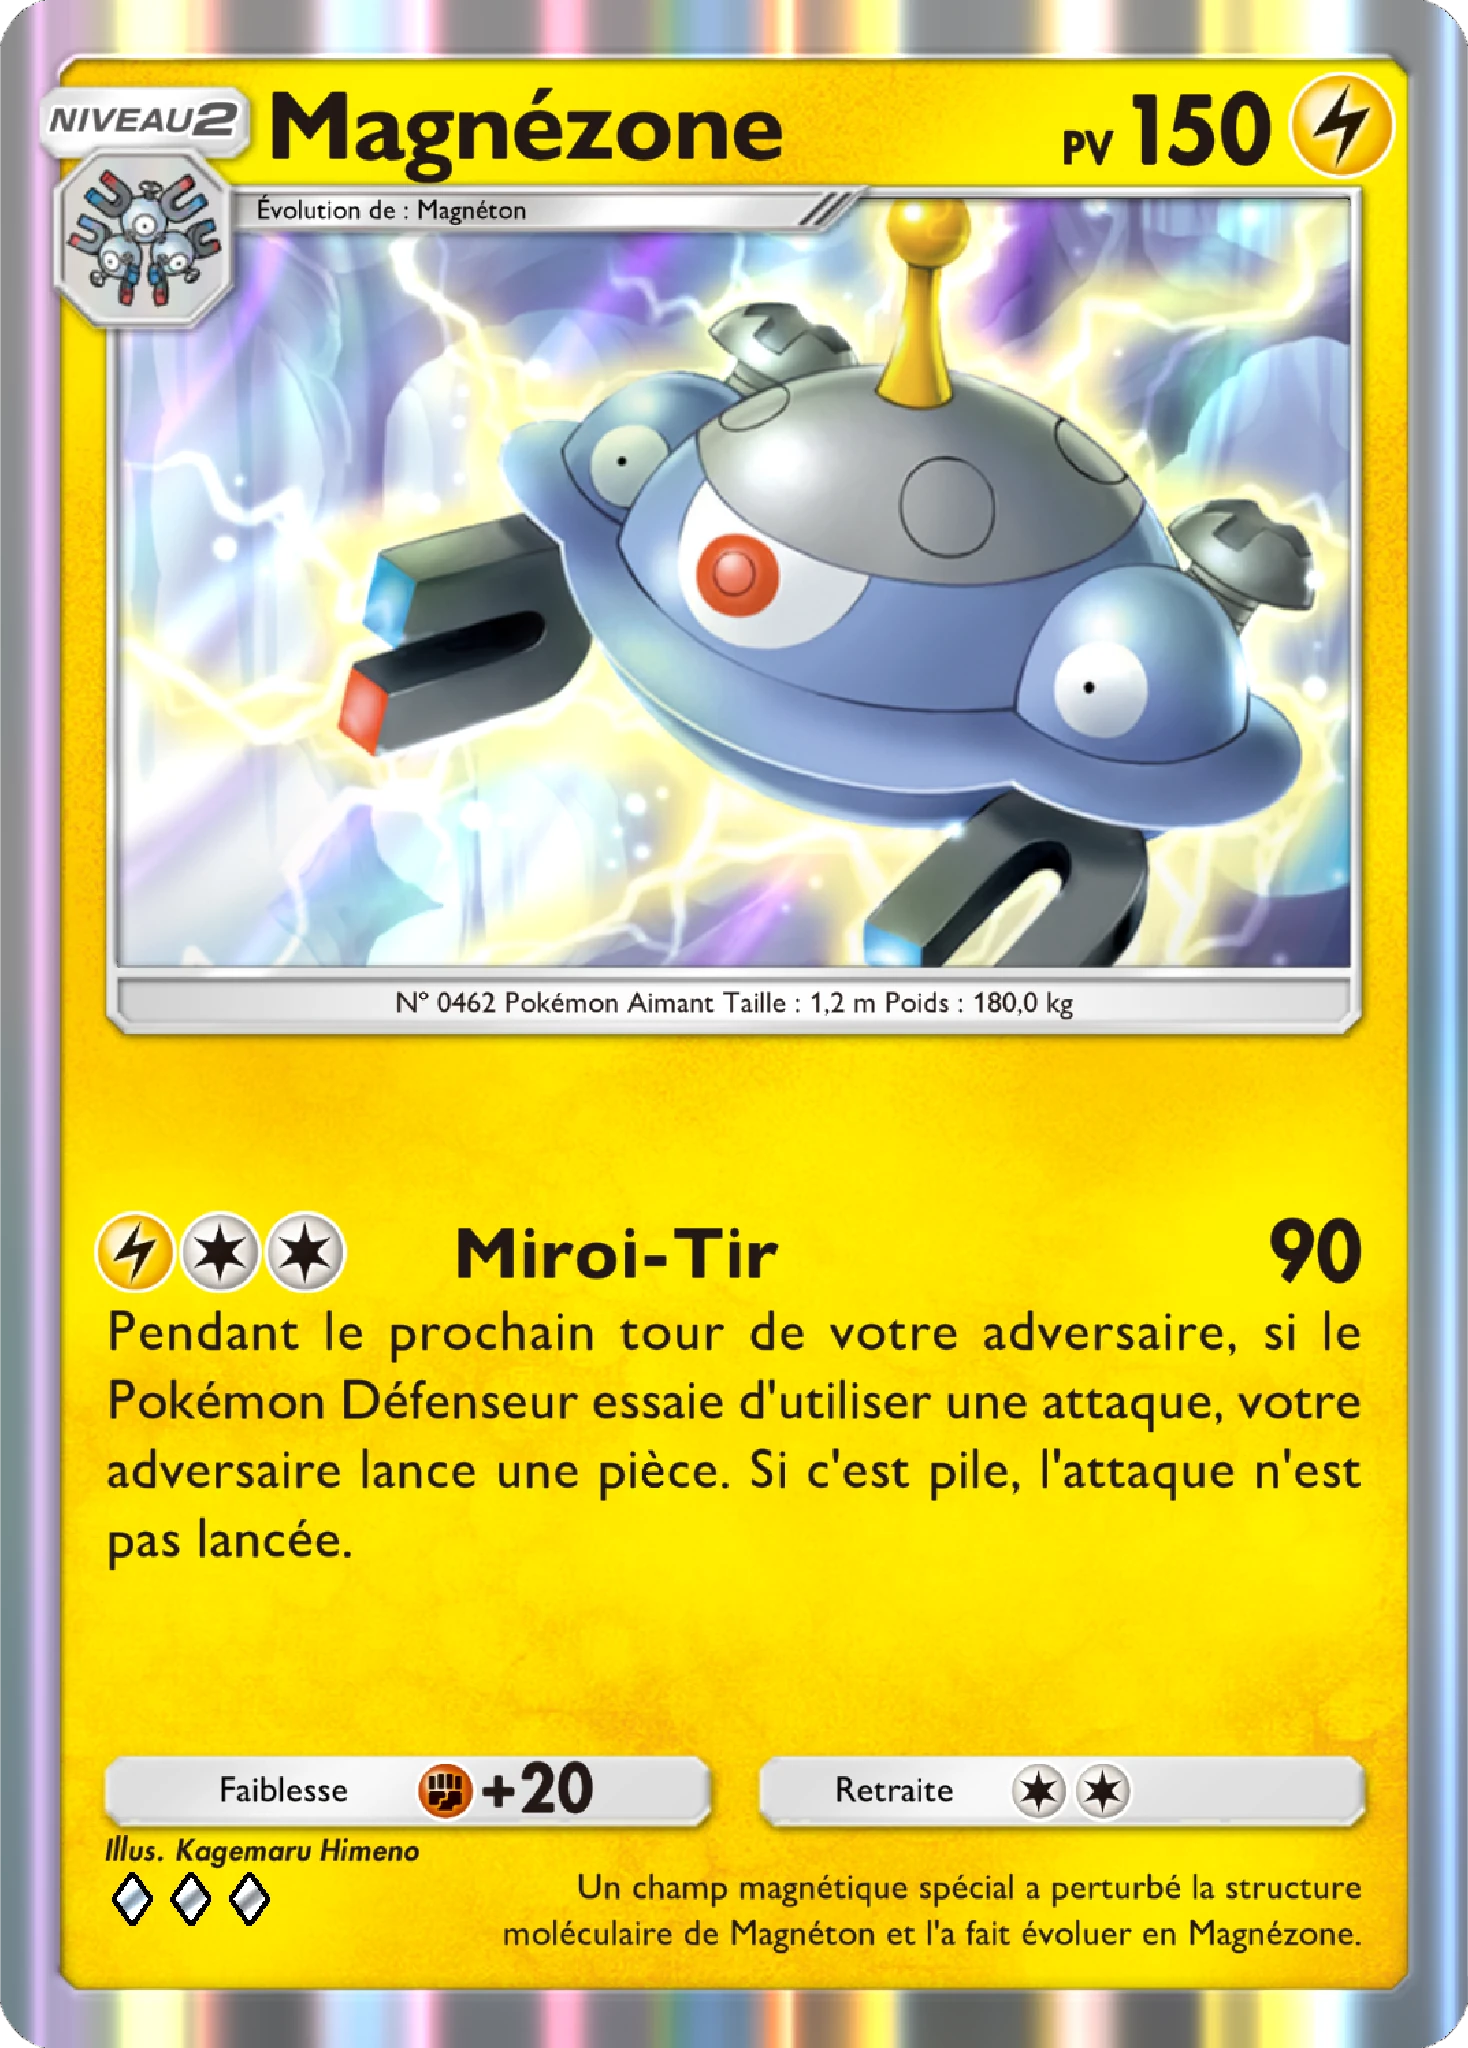 NIVEAU2
Magnézone
PV 150
Évolution de : Magnéton
N° 0462 Pokémon Aimant Taille : 1,2 m Poids : 180,0 kg
Miroi-Tir 90
Pendant le prochain tour de votre adversaire, si le
Pokémon Défenseur essaie d'utiliser une attaque, votre
adversaire lance une pièce. Si c'est pile, l'attaque n'est
pas lancée.
Faiblesse +20
Retraite
Illus. Kagemaru Himeno
Un champ magnétique spécial a perturbé la structure
moléculaire de Magnéton et l'a fait évoluer en Magnézone.